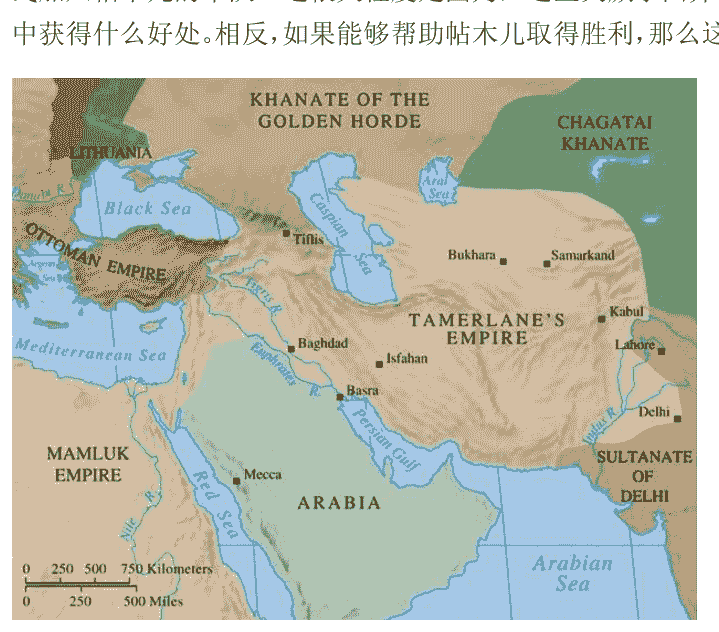 中获得什么好处。相反，如果能够帮助帖木儿取得胜利，那么这
KHANATE OF THE
GOLDEN HORDE
CHAGATAI
KHANATE
LITHUANIA
Aral
Sea
Danube R.
Black Sea
Caspian
Sea
Tiflis
OTTOMAN EMPIRE
Aegean
Sea
Bukhara
Samarkand
Tigris R.
Kabul
TAMERLANE'S
EMPIRE
Mediterranean Sea
Baghdad
Lahore
Isfahan
Euphrates R.
Basra
Delhi
Indus R.
Persian Gulf
MAMLUK
EMPIRE
SULTANATE
OF
DELHI
Mecca
Red Sea
ARABIA
Nile R.
Arabian
Sea
0 250 500 750 Kilometers
0 250 500 Miles